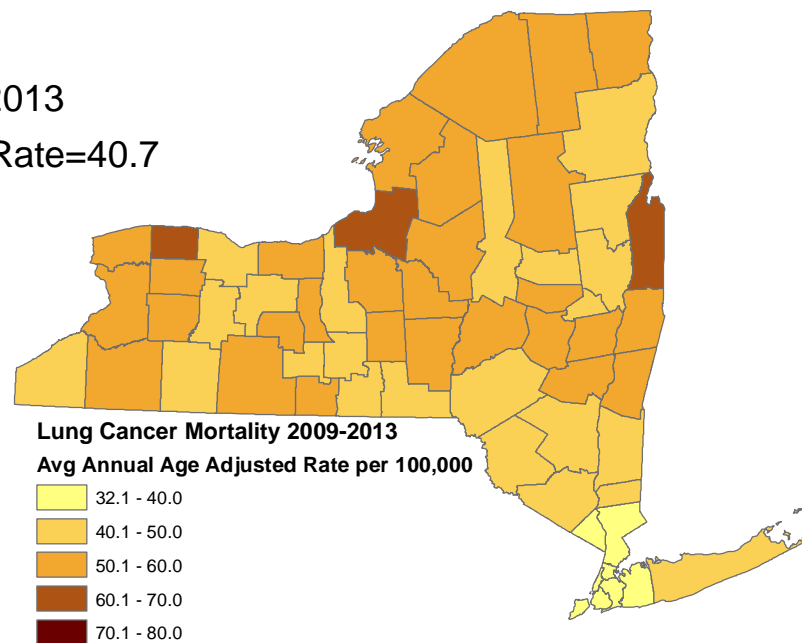 2013
Rate=40.7
Lung Cancer Mortality 2009-2013
Avg Annual Age Adjusted Rate per 100,000
32.1 - 40.0
40.1 - 50.0
50.1 - 60.0
60.1 - 70.0
70.1 - 80.0